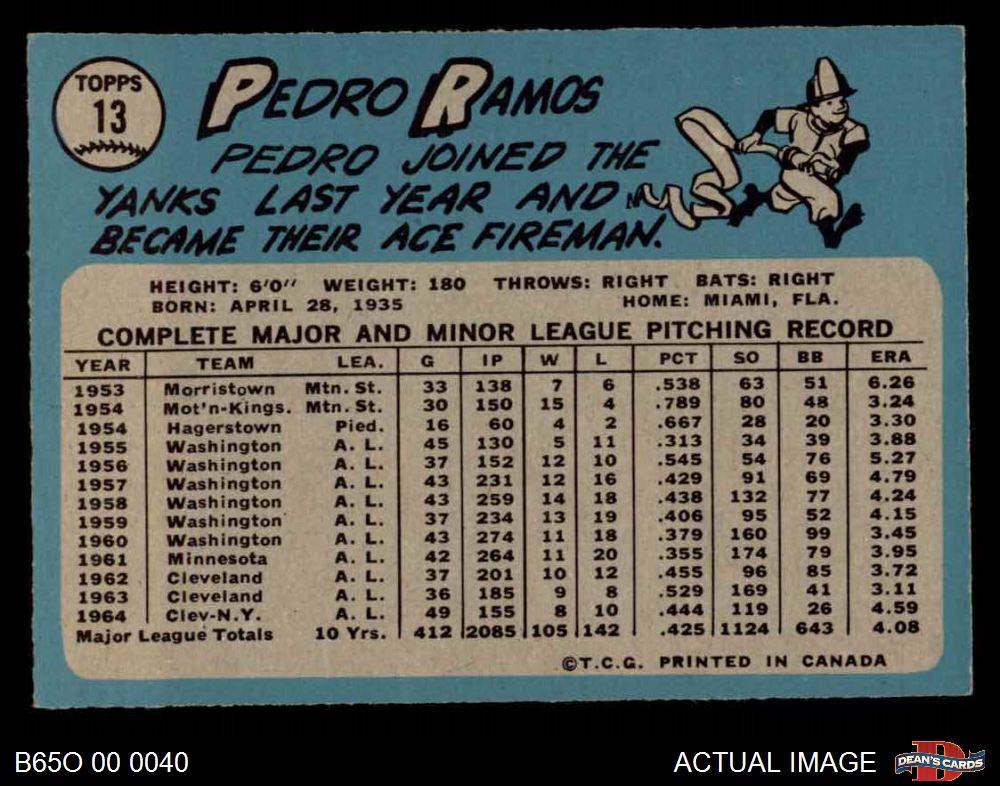 TOPPS
13
PEDRO RAMOS
PEDRO JOINED THE
YANKS LAST YEAR AND
BECAME THEIR ACE FIREMAN.
HEIGHT: 6'0" WEIGHT: 180 THROWS: RIGHT BATS: RIGHT
BORN: APRIL 28, 1935 HOME: MIAMI, FLA.
COMPLETE MAJOR AND MINOR LEAGUE PITCHING RECORD
YEAR TEAM LEA. G IP W L PCT SO BB ERA
1953 Morristown Mtn. St. 33 138 7 6 .538 63 51 6.26
1954 Mot'n-Kings. Mtn. St. 30 150 15 4 .789 80 48 3.24
1954 Hagerstown Pied. 16 60 4 2 .667 28 20 3.30
1955 Washington A. L. 45 130 5 11 .313 34 39 3.88
1956 Washington A. L. 37 152 12 10 .545 54 76 5.27
1957 Washington A. L. 43 231 12 16 .429 91 69 4.79
1958 Washington A. L. 43 259 14 18 .438 132 77 4.24
1959 Washington A. L. 37 234 13 19 .406 95 52 4.15
1960 Washington A. L. 43 274 11 18 .379 160 99 3.45
1961 Minnesota A. L. 42 264 11 20 .355 174 79 3.95
1962 Cleveland A. L. 37 201 10 12 .455 96 85 3.72
1963 Cleveland A. L. 36 185 9 8 .529 169 41 3.11
1964 Clev-N.Y. A. L. 49 155 8 10 .444 119 26 4.59
Major League Totals 10 Yrs. 412 2085 105 142 .425 1124 643 4.08
©T.C.G. PRINTED IN CANADA
B65O 00 0040 ACTUAL IMAGE
D
DEAN'S CARDS